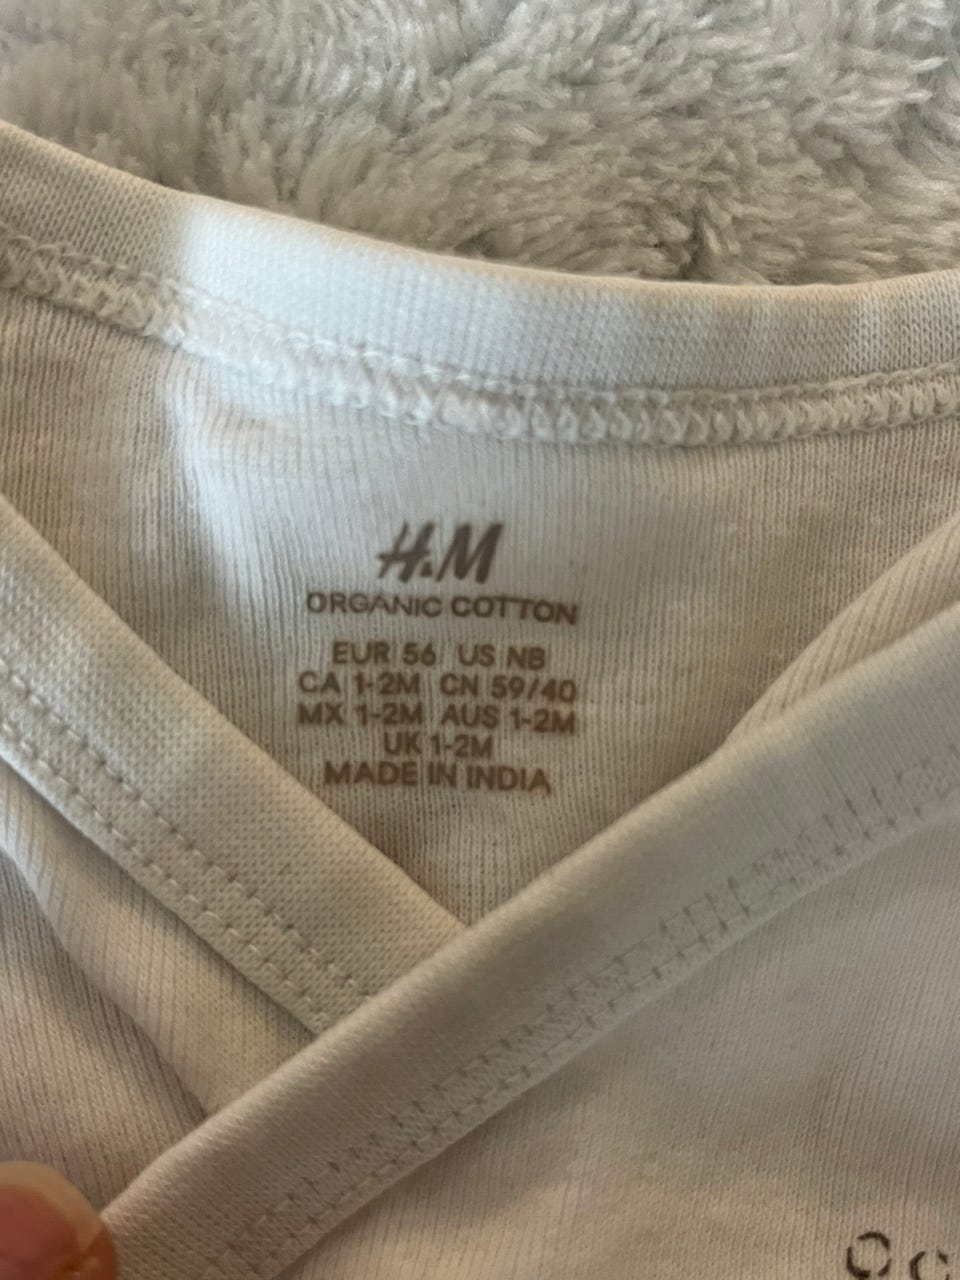 H&M
ORGANIC COTTON
EUR 56 US NB
CA 1-2M CN 59/40
MX 1-2M AUS 1-2M
UK 1-2M
MADE IN INDIA